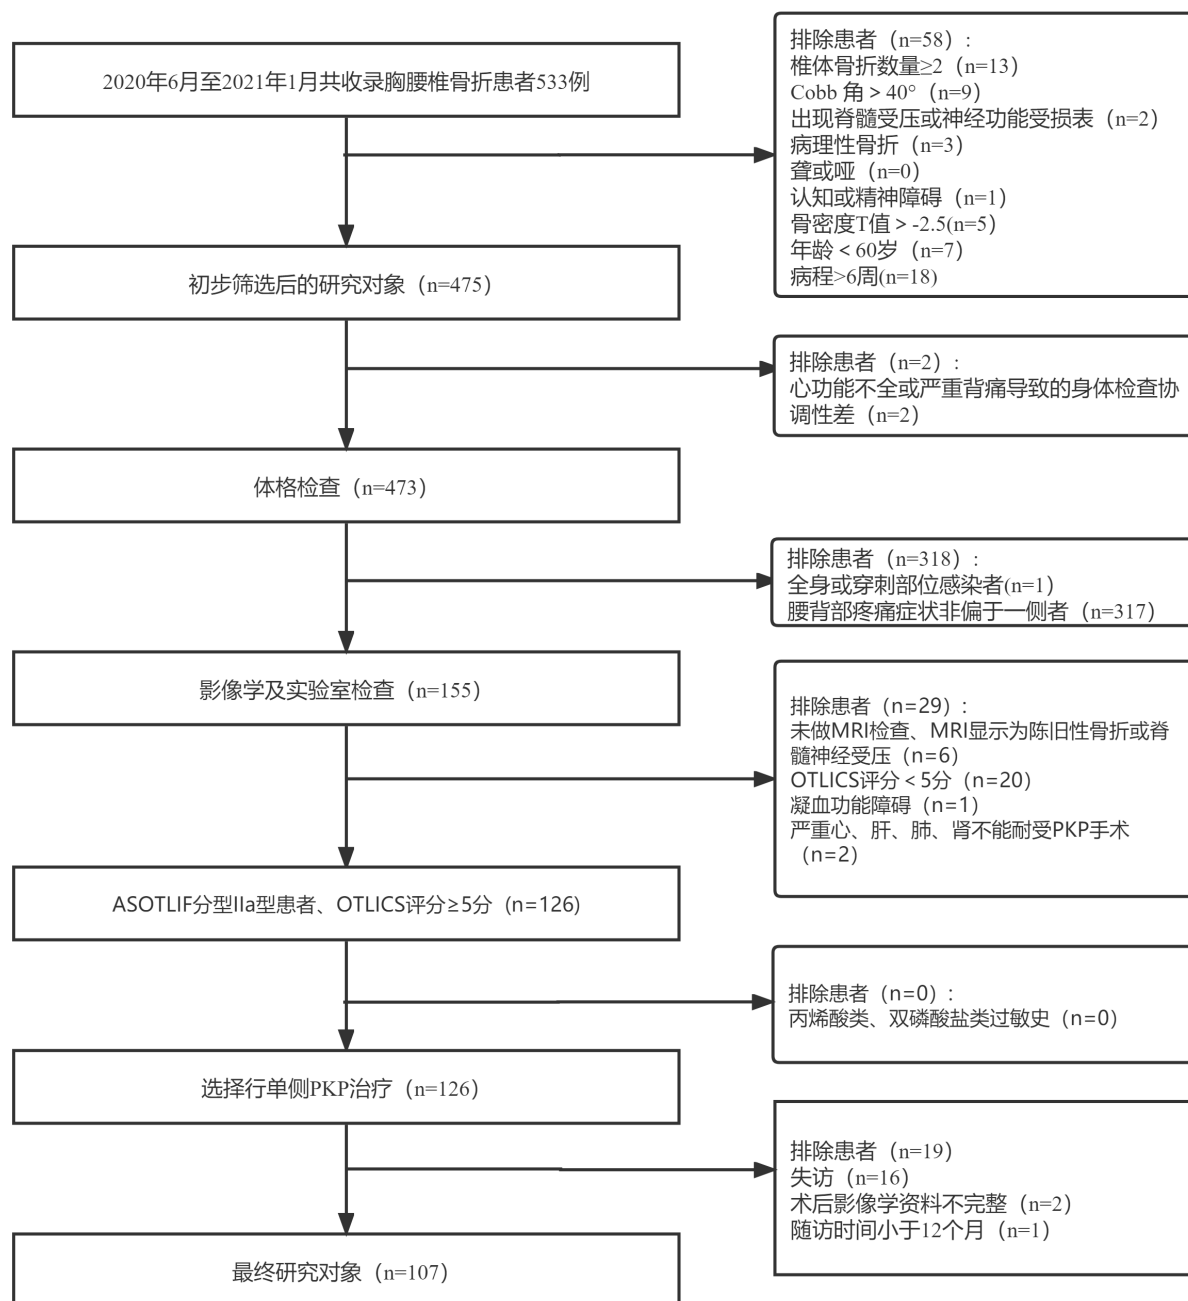 2020年6月至2021年1月共收录胸腰椎骨折患者533例
排除患者（n=58）:
椎体骨折数量≥2（n=13）
Cobb 角＞40°（n=9）
出现脊髓受压或神经功能受损表（n=2）
病理性骨折（n=3）
聋或哑（n=0）
认知或精神障碍（n=1）
骨密度T值＞-2.5(n=5）
年龄＜60岁（n=7）
病程>6周(n=18)
初步筛选后的研究对象（n=475）
排除患者（n=2）:
心功能不全或严重背痛导致的身体检查协
调性差（n=2）
体格检查（n=473）
排除患者（n=318）:
全身或穿刺部位感染者(n=1）
腰背部疼痛症状非偏于一侧者（n=317）
影像学及实验室检查（n=155）
排除患者（n=29）:
未做MRI检查、MRI显示为陈旧性骨折或脊
髓神经受压（n=6）
OTLICS评分＜5分（n=20）
凝血功能障碍（n=1）
严重心、肝、肺、肾不能耐受PKP手术
（n=2）
ASOTLIF分型IIa型患者、OTLICS评分≥5分（n=126)
排除患者（n=0）:
丙烯酸类、双磷酸盐类过敏史（n=0）
选择行单侧PKP治疗（n=126）
排除患者（n=19）
失访（n=16）
术后影像学资料不完整（n=2）
随访时间小于12个月（n=1）
最终研究对象（n=107）